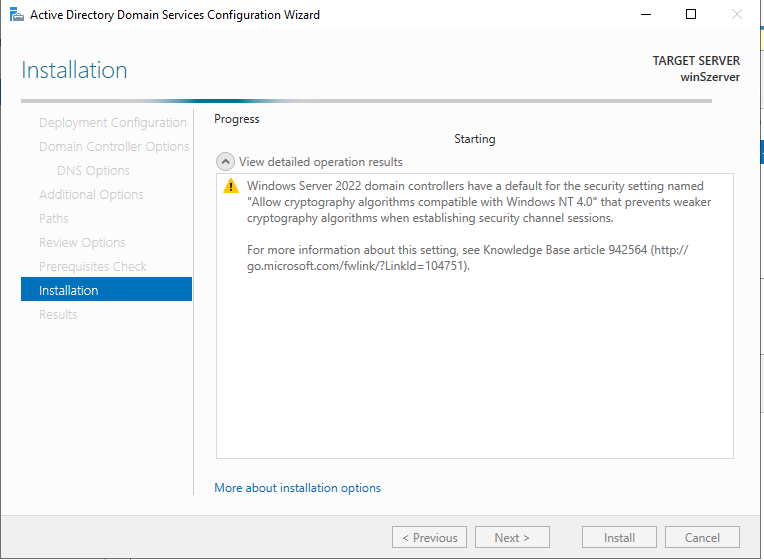 Active Directory Domain Services Configuration Wizard
Installation
TARGET SERVER
winSzerver
Deployment Configuration
Domain Controller Options
DNS Options
Additional Options
Paths
Review Options
Prerequisites Check
Installation
Results
Progress
Starting
View detailed operation results
Windows Server 2022 domain controllers have a default for the security setting named
"Allow cryptography algorithms compatible with Windows NT 4.0" that prevents weaker
cryptography algorithms when establishing security channel sessions.
For more information about this setting, see Knowledge Base article 942564 (http://
go.microsoft.com/fwlink/?LinkId=104751).
More about installation options
< Previous
Next >
Install
Cancel